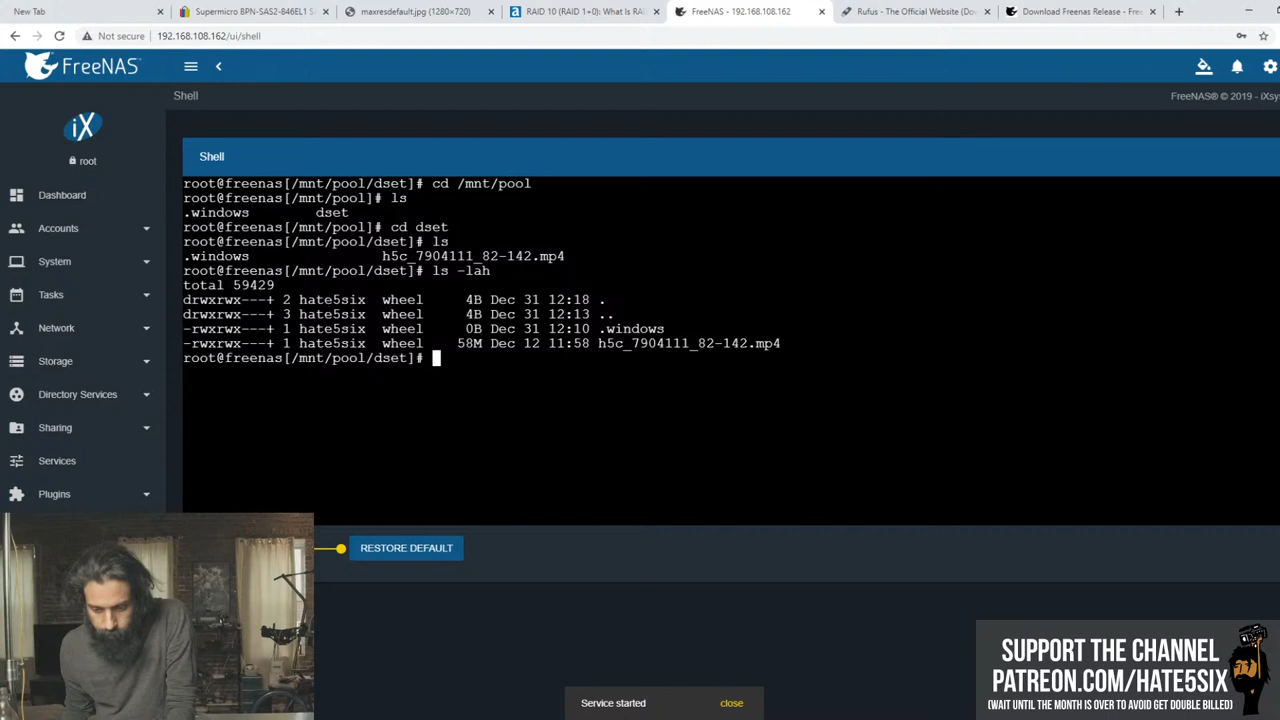 New Tab
Supermicro BPN-SAS2-846EL1 S
maxresdefault.jpg (1280×720)
RAID 10 (RAID 1+0): What Is RAI
FreeNAS - 192.168.108.162
Rufus - The Official Website (Do
Download Freenas Release - Free
Not secure
192.168.108.162/ui/shell
FreeNAS
Shell
FreeNAS® © 2019 - iXsy
iX
root
Dashboard
Accounts
System
Tasks
Network
Storage
Directory Services
Sharing
Services
Plugins
Shell
root@freenas[/mnt/pool/dset]# cd /mnt/pool
root@freenas[/mnt/pool]# ls
.windows dset
root@freenas[/mnt/pool]# cd dset
root@freenas[/mnt/pool/dset]# ls
.windows h5c_7904111_82-142.mp4
root@freenas[/mnt/pool/dset]# ls -lah
total 59429
drwxrwx---+ 2 hate5six wheel 4B Dec 31 12:18 .
drwxrwx---+ 3 hate5six wheel 4B Dec 31 12:13 ..
-rwxrwx---+ 1 hate5six wheel 0B Dec 31 12:10 .windows
-rwxrwx---+ 1 hate5six wheel 58M Dec 12 11:58 h5c_7904111_82-142.mp4
root@freenas[/mnt/pool/dset]#
RESTORE DEFAULT
Service started
close
SUPPORT THE CHANNEL
PATREON.COM/HATE5SIX
(WAIT UNTIL THE MONTH IS OVER TO AVOID GET DOUBLE BILLED)